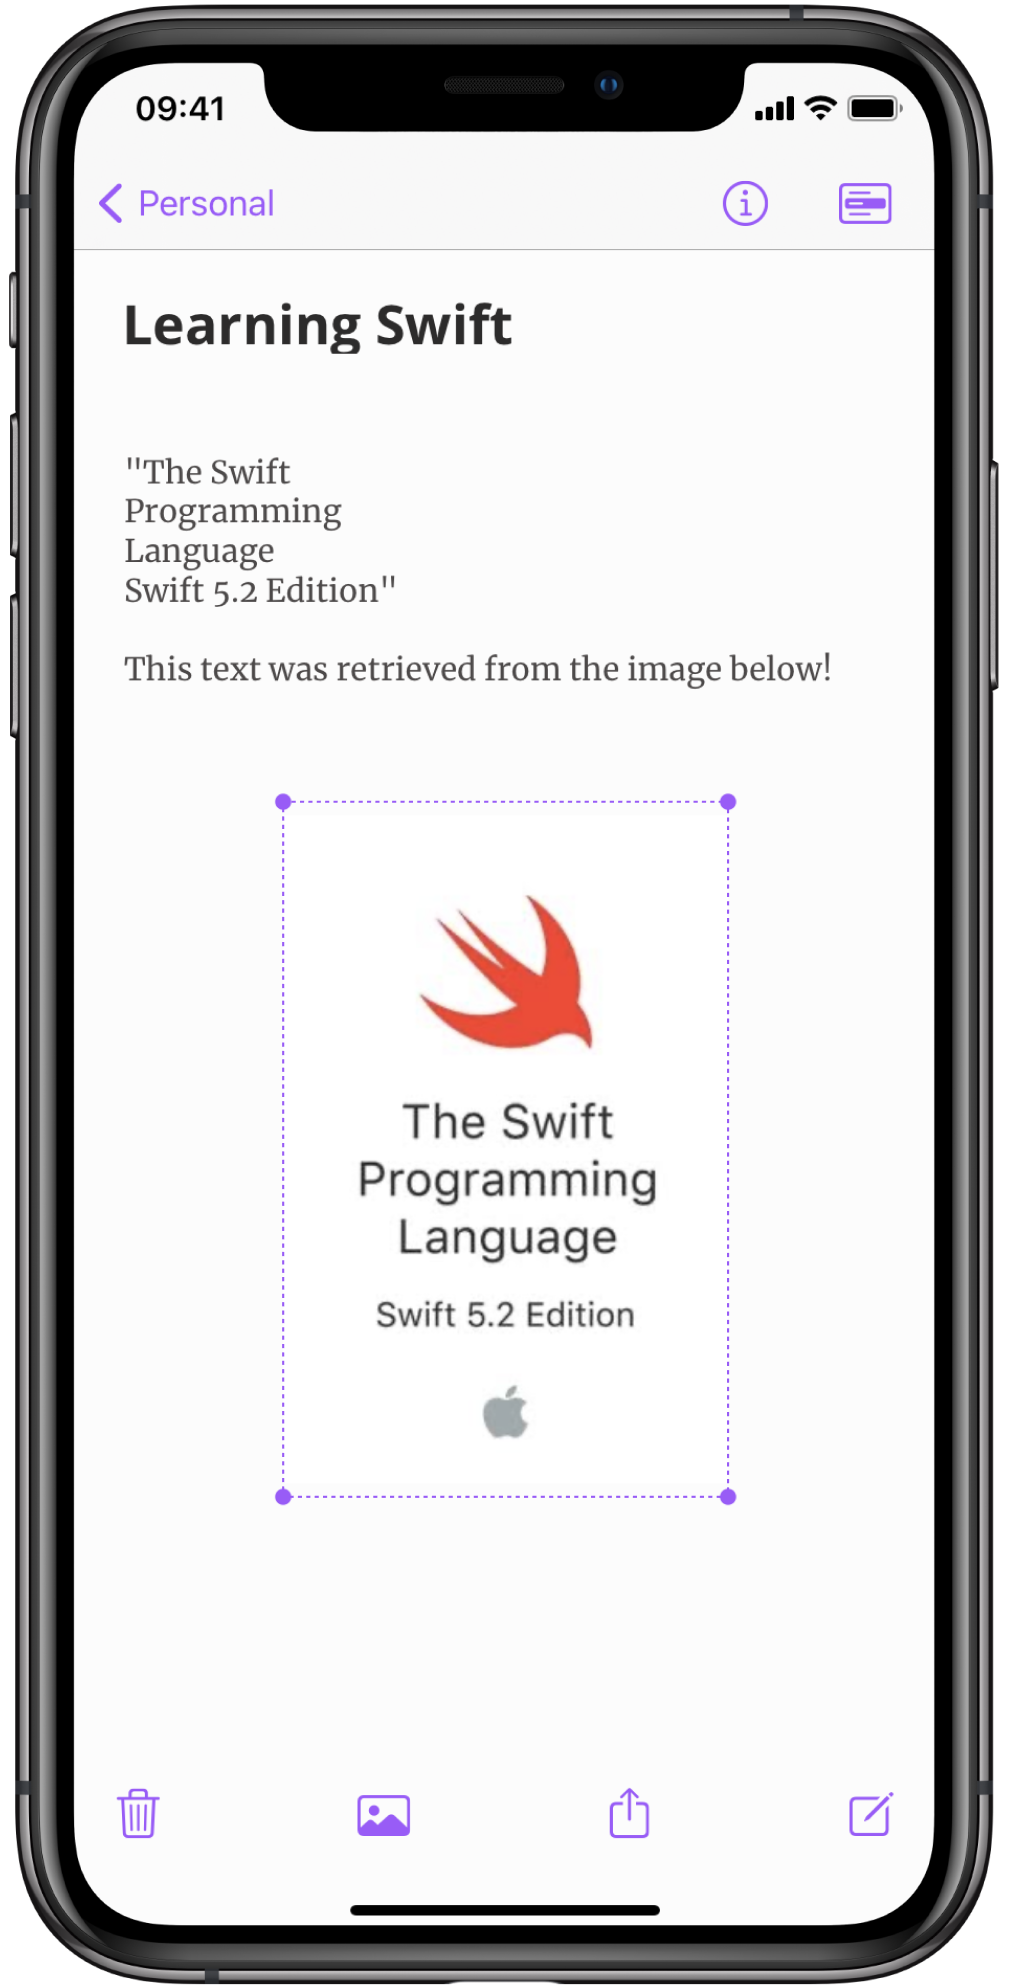 09:41
Personal
Learning Swift
"The Swift
Programming
Language
Swift 5.2 Edition"
This text was retrieved from the image below!
The Swift
Programming
Language
Swift 5.2 Edition